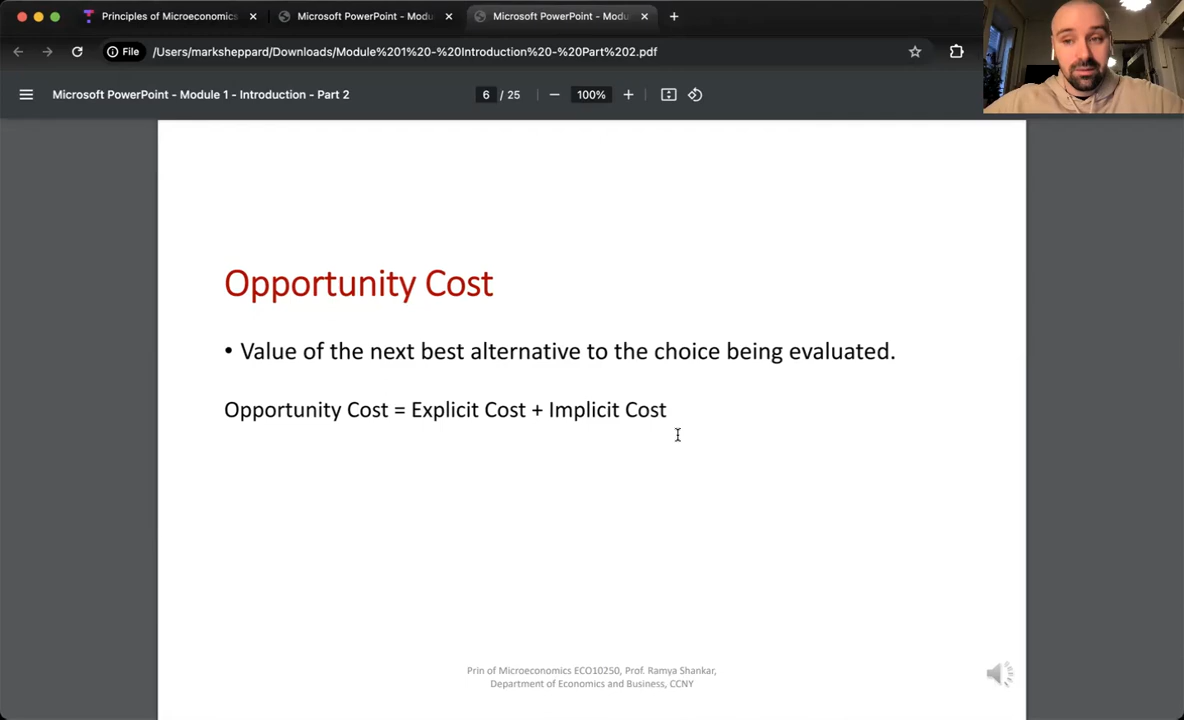 Principles of Microeconomics
Microsoft PowerPoint - Modu
Microsoft PowerPoint - Modu
File
/Users/marksheppard/Downloads/Module%201%20-%20Introduction%20-%20Part%202.pdf
Microsoft PowerPoint - Module 1 - Introduction - Part 2
6 / 25
100%
Opportunity Cost
• Value of the next best alternative to the choice being evaluated.
Opportunity Cost = Explicit Cost + Implicit Cost
Prin of Microeconomics ECO10250, Prof. Ramya Shankar,
Department of Economics and Business, CCNY